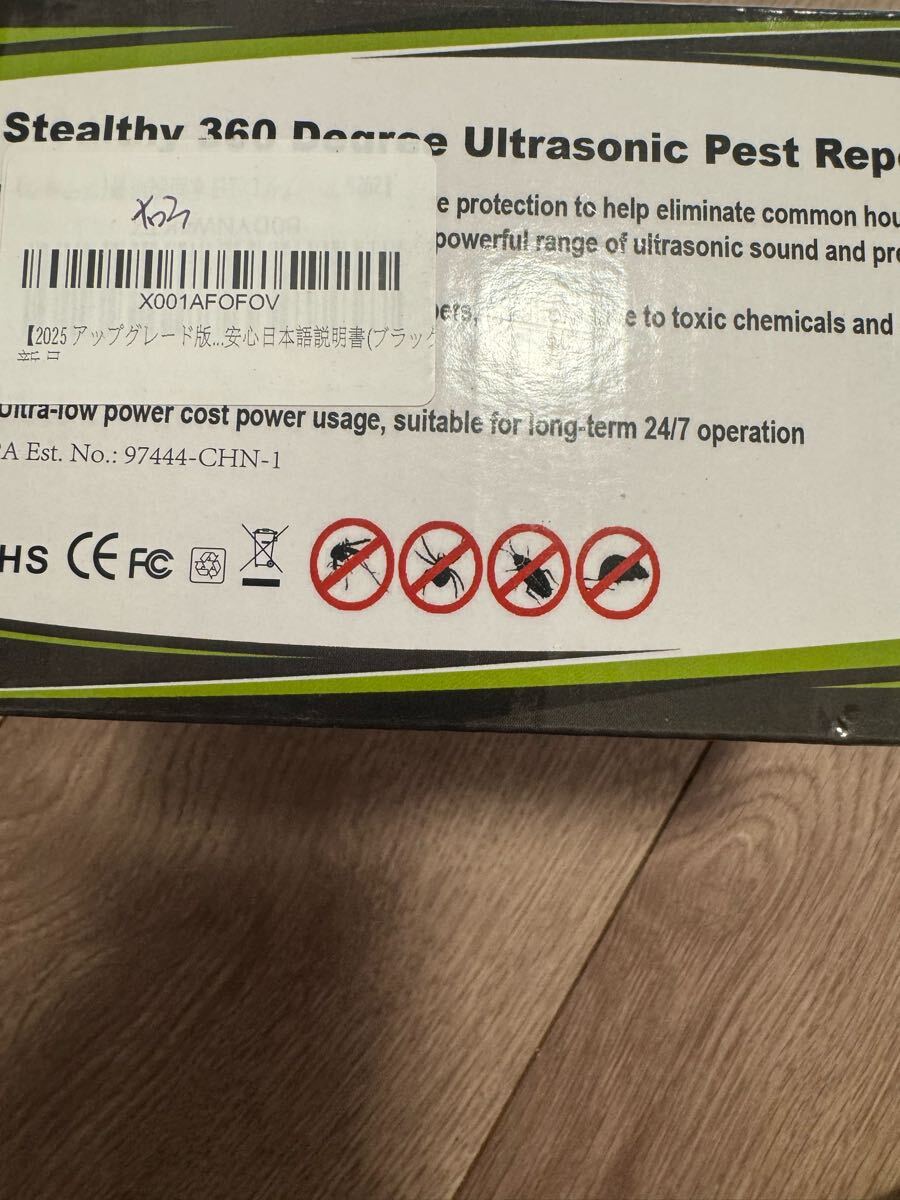 Stealthy 360 Degree Ultrasonic Pest Rep
e protection to help eliminate common hou
powerful range of ultrasonic sound and pr
e to toxic chemicals and
X001AFOFOV
【2025 アップグレード版...安心日本語説明書(ブラック
新品
Ultra-low power cost power usage, suitable for long-term 24/7 operation
PA Est. No.: 97444-CHN-1
HS CE FC